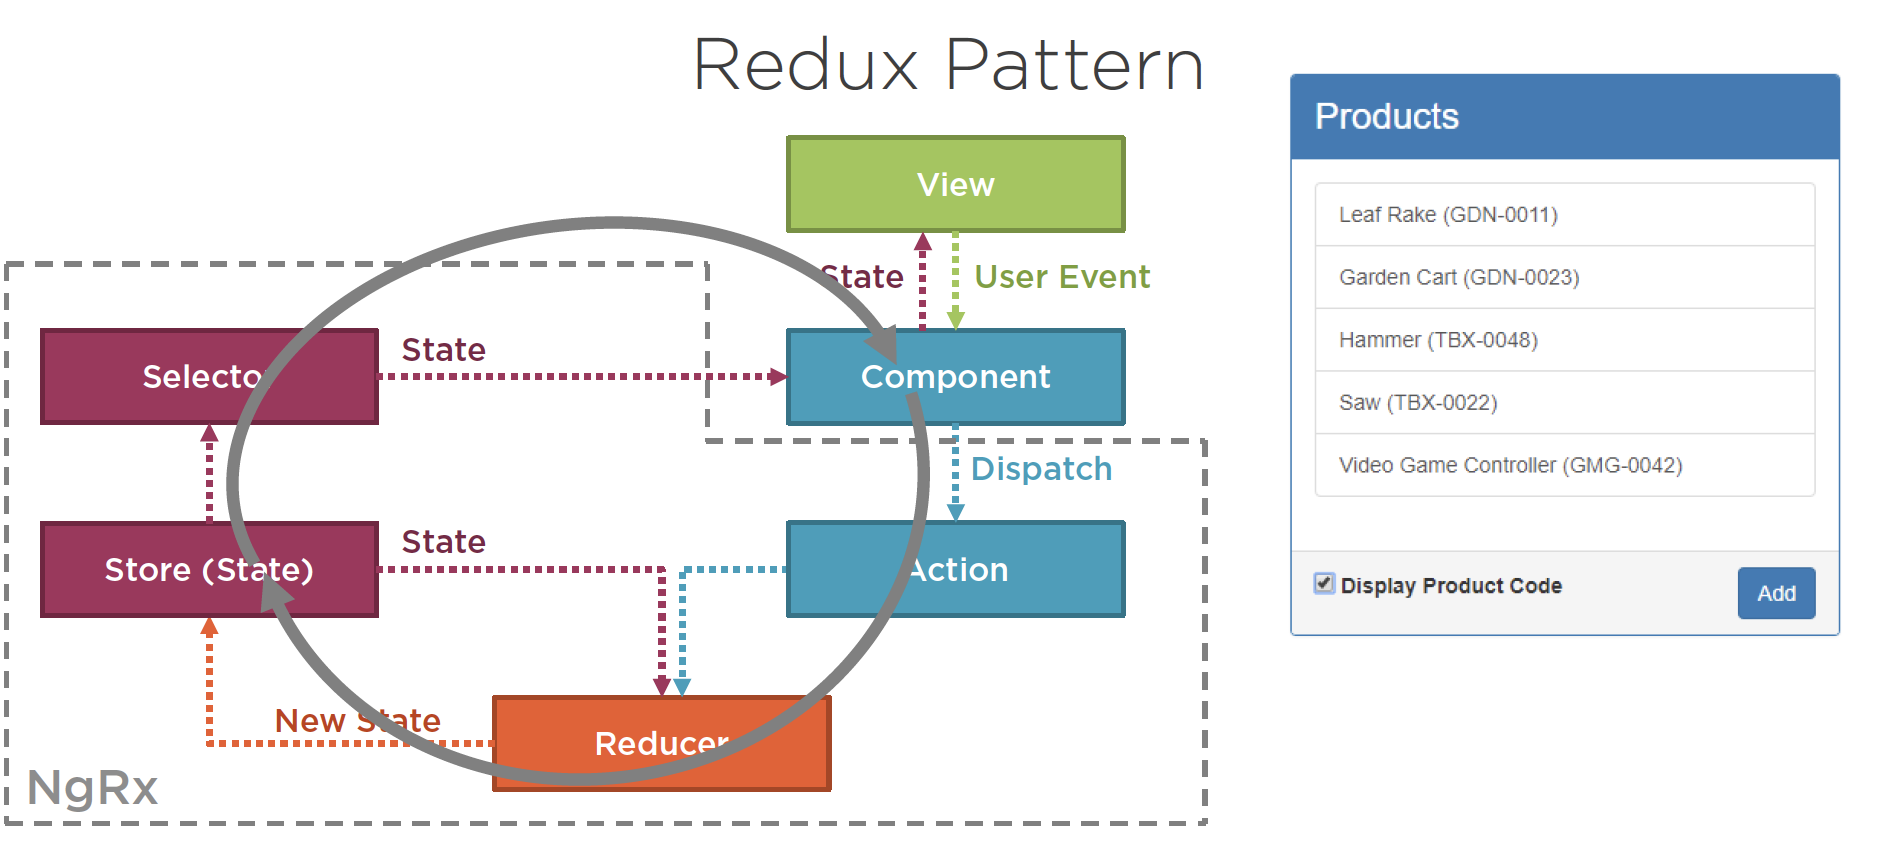 Redux Pattern
View
State
User Event
Selector
State
Component
Dispatch
Store (State)
State
Action
New State
Reducer
NgRx
Products
Leaf Rake (GDN-0011)
Garden Cart (GDN-0023)
Hammer (TBX-0048)
Saw (TBX-0022)
Video Game Controller (GMG-0042)
Display Product Code
Add